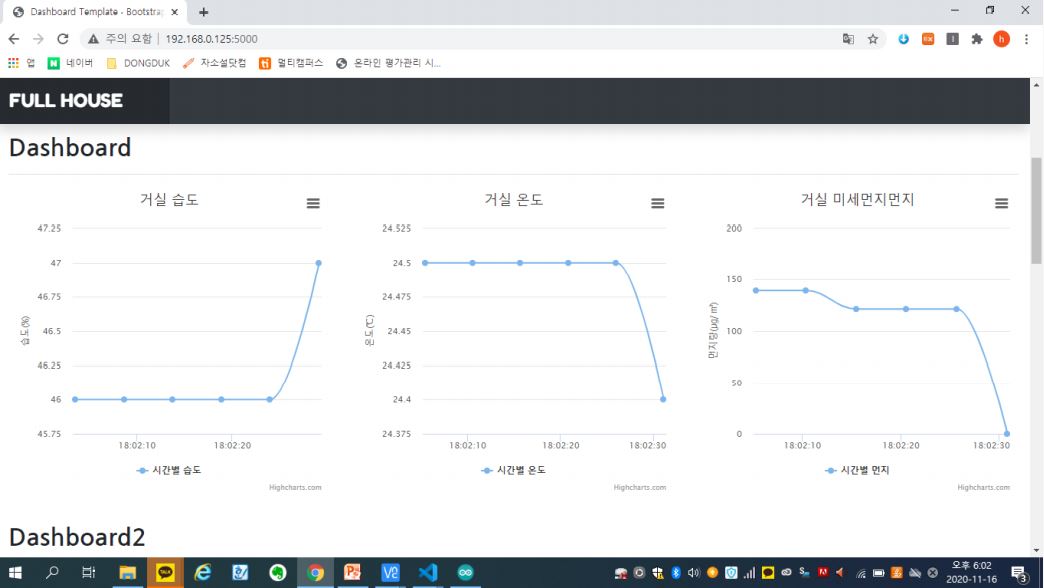 Dashboard Template · Bootstrap
주의 요함 | 192.168.0.125:5000
앱 네이버 DONGDUK 자소설닷컴 멀티캠퍼스 온라인 평가관리 시...
FULL HOUSE
Dashboard
거실 습도
47.25
47
46.75
46.5
46.25
46
45.75
습도(%)
18:02:10 18:02:20
시간별 습도
Highcharts.com
거실 온도
24.525
24.5
24.475
24.45
24.425
24.4
24.375
온도(℃)
18:02:10 18:02:20 18:02:30
시간별 온도
Highcharts.com
거실 미세먼지먼지
200
150
100
50
0
먼지량(μg/㎥)
18:02:10 18:02:20 18:02:30
시간별 먼지
Highcharts.com
Dashboard2
오후 6:02
2020-11-16
3